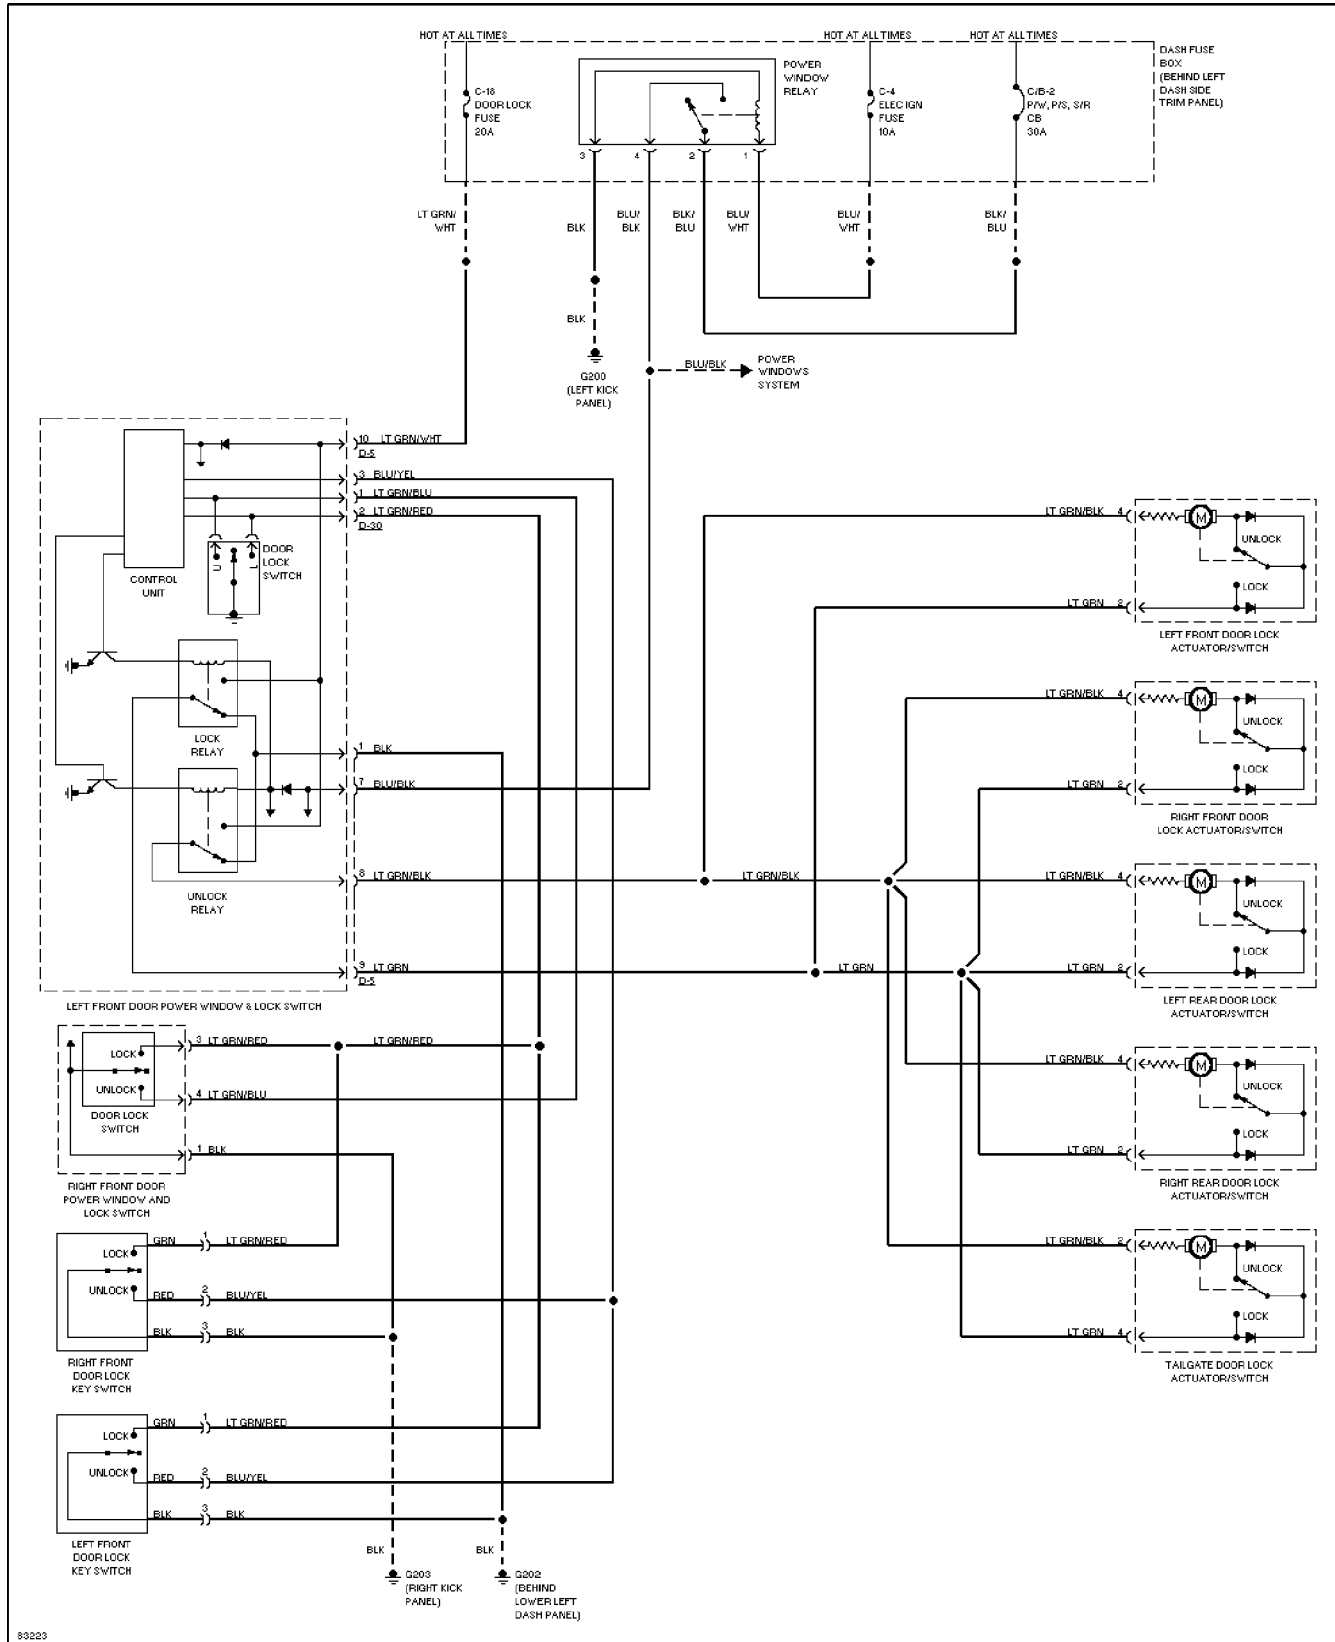 HOT AT ALL TIMES
HOT AT ALL TIMES
HOT AT ALL TIMES
C-18
DOOR LOCK
FUSE
20A
POWER
WINDOW
RELAY
C-4
ELEC IGN
FUSE
10A
C/B-2
P/W, P/S, S/R
CB
30A
DASH FUSE
BOX
(BEHIND LEFT
DASH SIDE
TRIM PANEL)
3
4
2
1
LT GRN/
WHT
BLK
BLU/
BLK
BLK/
BLU
BLU/
WHT
BLU/
WHT
BLK/
BLU
BLK
G200
(LEFT KICK
PANEL)
BLU/BLK
POWER
WINDOWS
SYSTEM
10 LT GRN/WHT
D-5
3 BLU/YEL
1 LT GRN/BLU
2 LT GRN/RED
D-30
CONTROL
UNIT
U
L
DOOR
LOCK
SWITCH
LOCK
RELAY
1 BLK
7 BLU/BLK
UNLOCK
RELAY
8 LT GRN/BLK
LT GRN/BLK
9 LT GRN
D-5
LT GRN
LEFT FRONT DOOR POWER WINDOW & LOCK SWITCH
LT GRN/BLK 4
M
UNLOCK
LOCK
LT GRN 2
LEFT FRONT DOOR LOCK
ACTUATOR/SWITCH
LT GRN/BLK 4
M
UNLOCK
LOCK
LT GRN 2
RIGHT FRONT DOOR
LOCK ACTUATOR/SWITCH
LT GRN/BLK 4
M
UNLOCK
LOCK
LT GRN 2
LEFT REAR DOOR LOCK
ACTUATOR/SWITCH
LT GRN/BLK 4
M
UNLOCK
LOCK
LT GRN 2
RIGHT REAR DOOR LOCK
ACTUATOR/SWITCH
LT GRN/BLK 2
M
UNLOCK
LOCK
LT GRN 4
TAILGATE DOOR LOCK
ACTUATOR/SWITCH
LOCK
UNLOCK
DOOR LOCK
SWITCH
3 LT GRN/RED
LT GRN/RED
4 LT GRN/BLU
1 BLK
RIGHT FRONT DOOR
POWER WINDOW AND
LOCK SWITCH
LOCK
UNLOCK
GRN 1 LT GRN/RED
RED 2 BLU/YEL
BLK 3 BLK
RIGHT FRONT
DOOR LOCK
KEY SWITCH
LOCK
UNLOCK
GRN 1 LT GRN/RED
RED 2 BLU/YEL
BLK 3 BLK
LEFT FRONT
DOOR LOCK
KEY SWITCH
BLK
G203
(RIGHT KICK
PANEL)
BLK
G202
(BEHIND
LOWER LEFT
DASH PANEL)
83223